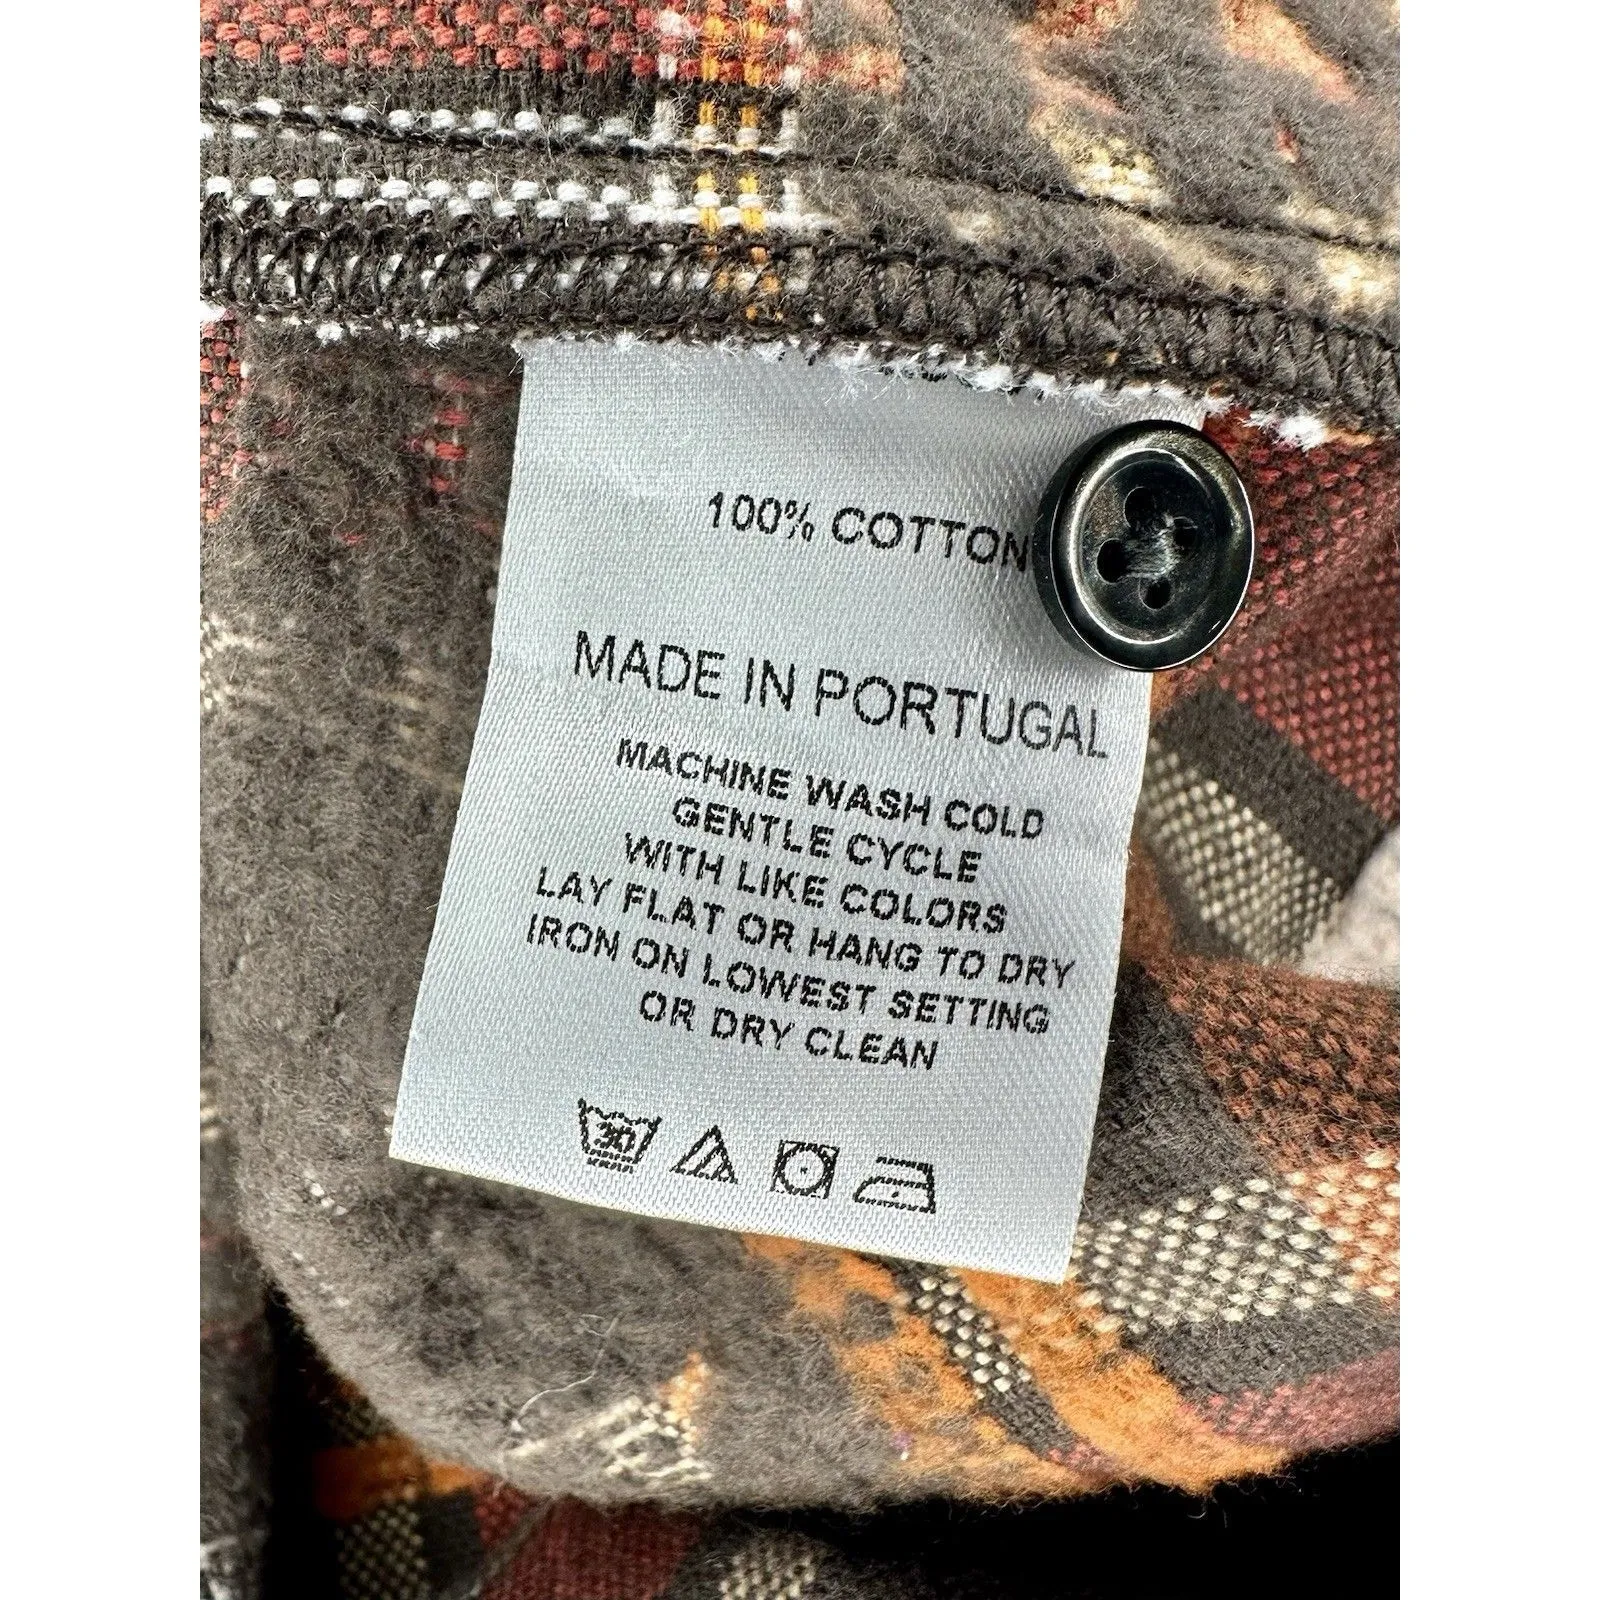 100% COTTON
MADE IN PORTUGAL
MACHINE WASH COLD
GENTLE CYCLE
WITH LIKE COLORS
LAY FLAT OR HANG TO DRY
IRON ON LOWEST SETTING
OR DRY CLEAN
30